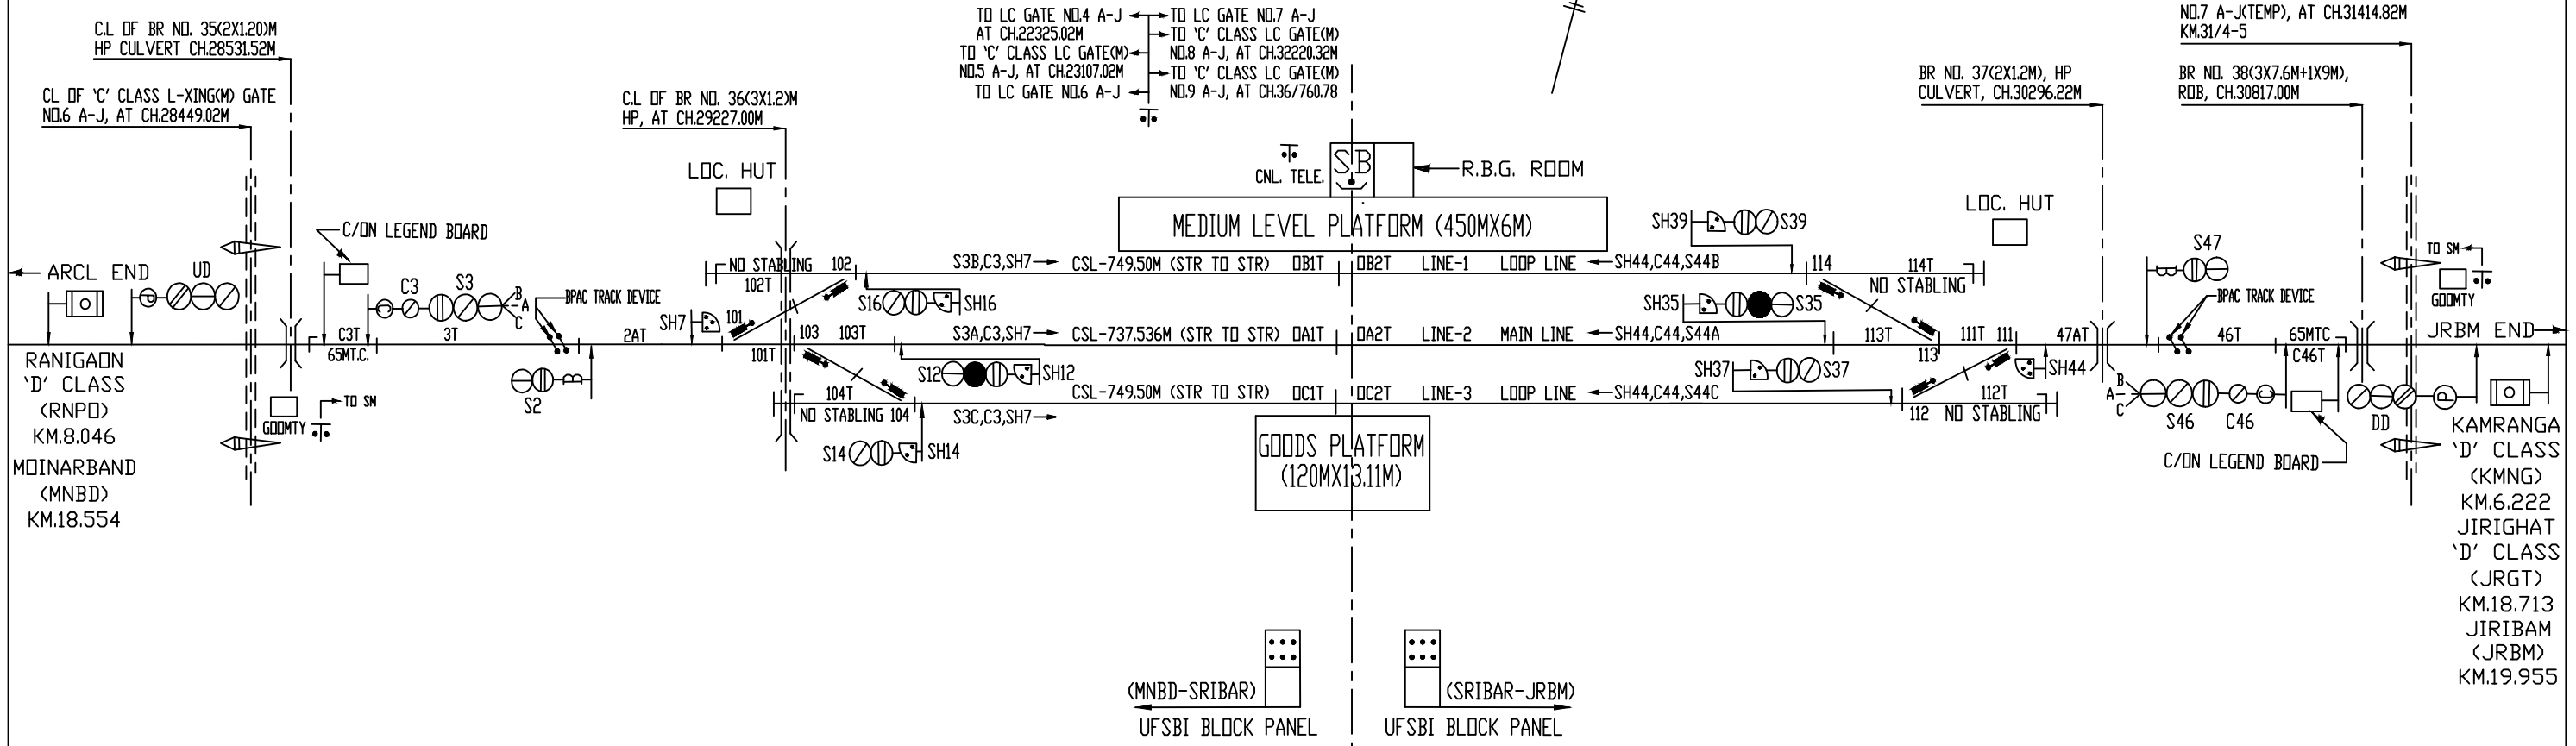 C.L OF BR NO. 35(2X1.20)M
HP CULVERT CH.28531.52M
CL OF 'C' CLASS L-XING(M) GATE
NO.6 A-J, AT CH.28449.02M
C.L OF BR NO. 36(3X1.2)M
HP, AT CH.29227.00M
TO LC GATE NO.4 A-J
AT CH.22325.02M
TO 'C' CLASS LC GATE(M)
NO.5 A-J, AT CH.23107.02M
TO LC GATE NO.6 A-J
TO LC GATE NO.7 A-J
TO 'C' CLASS LC GATE(M)
NO.8 A-J, AT CH.32220.32M
TO 'C' CLASS LC GATE(M)
NO.9 A-J, AT CH.36/760.78
NO.7 A-J(TEMP), AT CH.31414.82M
KM.31/4-5
BR NO. 37(2X1.2M), HP
CULVERT, CH.30296.22M
BR NO. 38(3X7.6M+1X9M),
ROB, CH.30817.00M
LOC. HUT
CNL. TELE.
SB
R.B.G. ROOM
MEDIUM LEVEL PLATFORM (450MX6M)
LOC. HUT
C/ON LEGEND BOARD
SH39
S39
S47
TO SM
GOOMTY
ARCL END
UD
P
C
C3
S3
B
A
C
BPAC TRACK DEVICE
B
NO STABLING
102
102T
S3B,C3,SH7
CSL-749.50M (STR TO STR)
OB1T
OB2T
LINE-1
LOOP LINE
SH44,C44,S44B
114
114T
NO STABLING
S16
SH16
SH35
S35
BPAC TRACK DEVICE
C3T
65MT.C.
3T
2AT
SH7
101
101T
103
103T
S3A,C3,SH7
CSL-737.536M (STR TO STR)
OA1T
OA2T
LINE-2
MAIN LINE
SH44,C44,S44A
113T
113
111T
111
47AT
46T
65MTC
C46T
JRBM END
S2
B
S12
SH12
SH37
S37
SH44
104T
NO STABLING 104
S3C,C3,SH7
CSL-749.50M (STR TO STR)
OC1T
OC2T
LINE-3
LOOP LINE
SH44,C44,S44C
112
112T
NO STABLING
B
A
C
S46
C46
C
DD
P
C/ON LEGEND BOARD
S14
SH14
GOOMTY
TO SM
RANIGAON
'D' CLASS
(RNPO)
KM.8.046
MOINARBAND
(MNBD)
KM.18.554
GOODS PLATFORM
(120MX13.11M)
KAMRANGA
'D' CLASS
(KMNG)
KM.6.222
JIRIGHAT
'D' CLASS
(JRGT)
KM.18.713
JIRIBAM
(JRBM)
KM.19.955
(MNBD-SRIBAR)
UFSBI BLOCK PANEL
(SRIBAR-JRBM)
UFSBI BLOCK PANEL